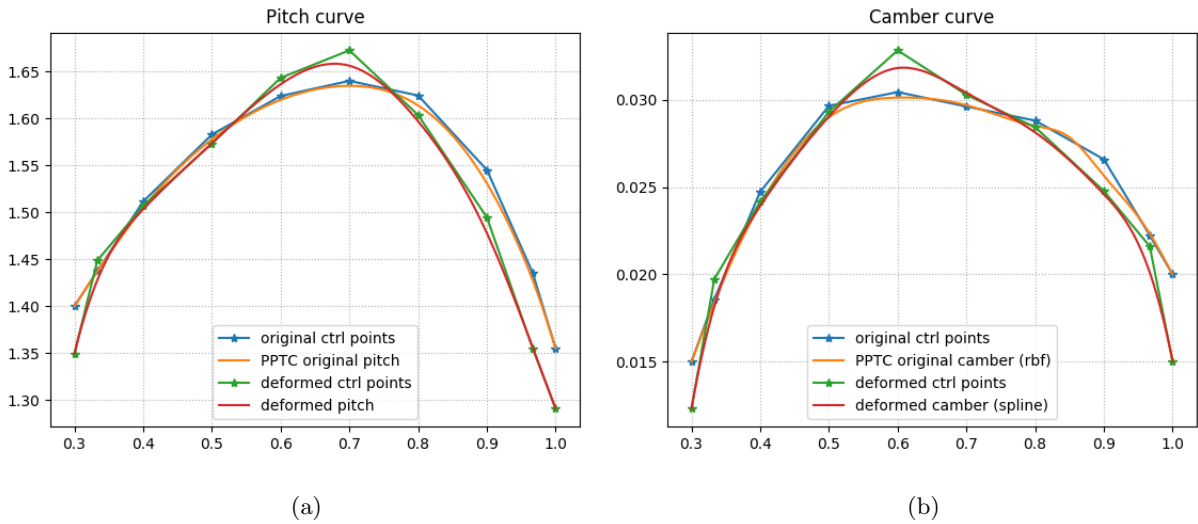 Pitch curve
1.65
1.60
1.55
1.50
1.45
1.40
1.35
1.30
original ctrl points
PPTC original pitch
deformed ctrl points
deformed pitch
0.3 0.4 0.5 0.6 0.7 0.8 0.9 1.0
(a)
Camber curve
0.030
0.025
0.020
0.015
original ctrl points
PPTC original camber (rbf)
deformed ctrl points
deformed camber (spline)
0.3 0.4 0.5 0.6 0.7 0.8 0.9 1.0
(b)